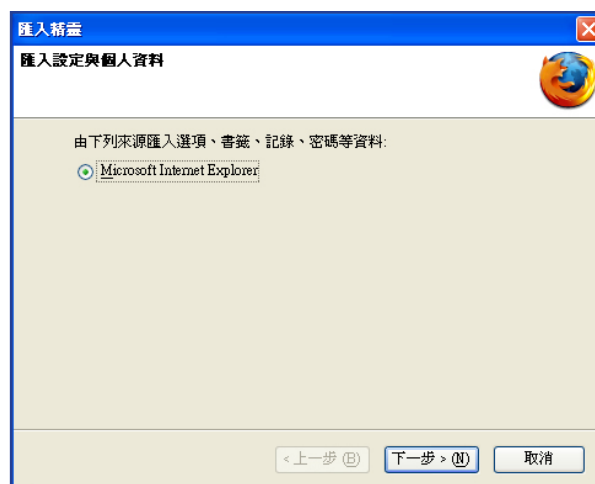 匯入精靈
匯入設定與個人資料
由下列來源匯入選項、書籤、記錄、密碼等資料:
Microsoft Internet Explorer
<上一步 (B)
下一步 > (N)
取消